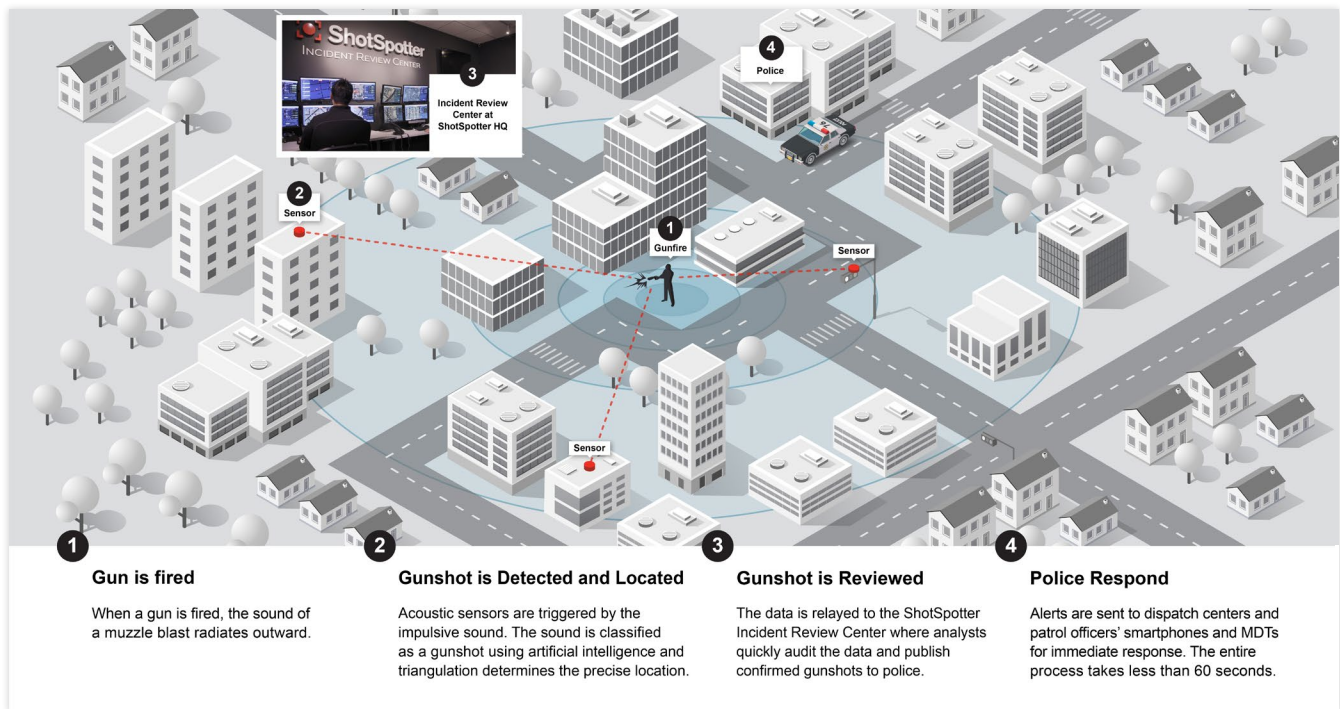 ShotSpotter
INCIDENT REVIEW CENTER
3
Incident Review
Center at
ShotSpotter HQ
4
Police
2
Sensor
1
Gunfire
Sensor
Sensor
1
Gun is fired
When a gun is fired, the sound of
a muzzle blast radiates outward.
2
Gunshot is Detected and Located
Acoustic sensors are triggered by the
impulsive sound. The sound is classified
as a gunshot using artificial intelligence and
triangulation determines the precise location.
3
Gunshot is Reviewed
The data is relayed to the ShotSpotter
Incident Review Center where analysts
quickly audit the data and publish
confirmed gunshots to police.
4
Police Respond
Alerts are sent to dispatch centers and
patrol officers’ smartphones and MDTs
for immediate response. The entire
process takes less than 60 seconds.